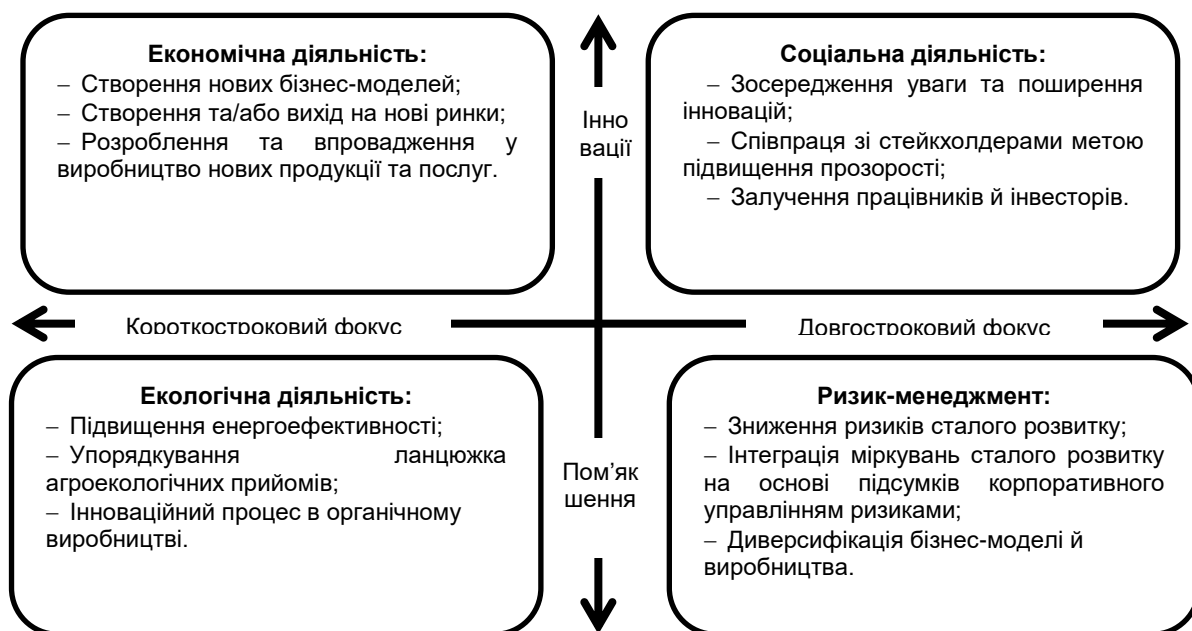 Економічна діяльність:
– Створення нових бізнес-моделей;
– Створення та/або вихід на нові ринки;
– Розроблення та впровадження у
виробництво нових продукції та послуг.
Інно
вації
Соціальна діяльність:
– Зосередження уваги та поширення
інновацій;
– Співпраця зі стейкхолдерами метою
підвищення прозорості;
– Залучення працівників й інвесторів.
Короткостроковий фокус
Довгостроковий фокус
Екологічна діяльність:
– Підвищення енергоефективності;
– Упорядкування ланцюжка
агроекологічних прийомів;
– Інноваційний процес в органічному
виробництві.
Пом’як
шення
Ризик-менеджмент:
– Зниження ризиків сталого розвитку;
– Інтеграція міркувань сталого розвитку
на основі підсумків корпоративного
управлінням ризиками;
– Диверсифікація бізнес-моделі й
виробництва.